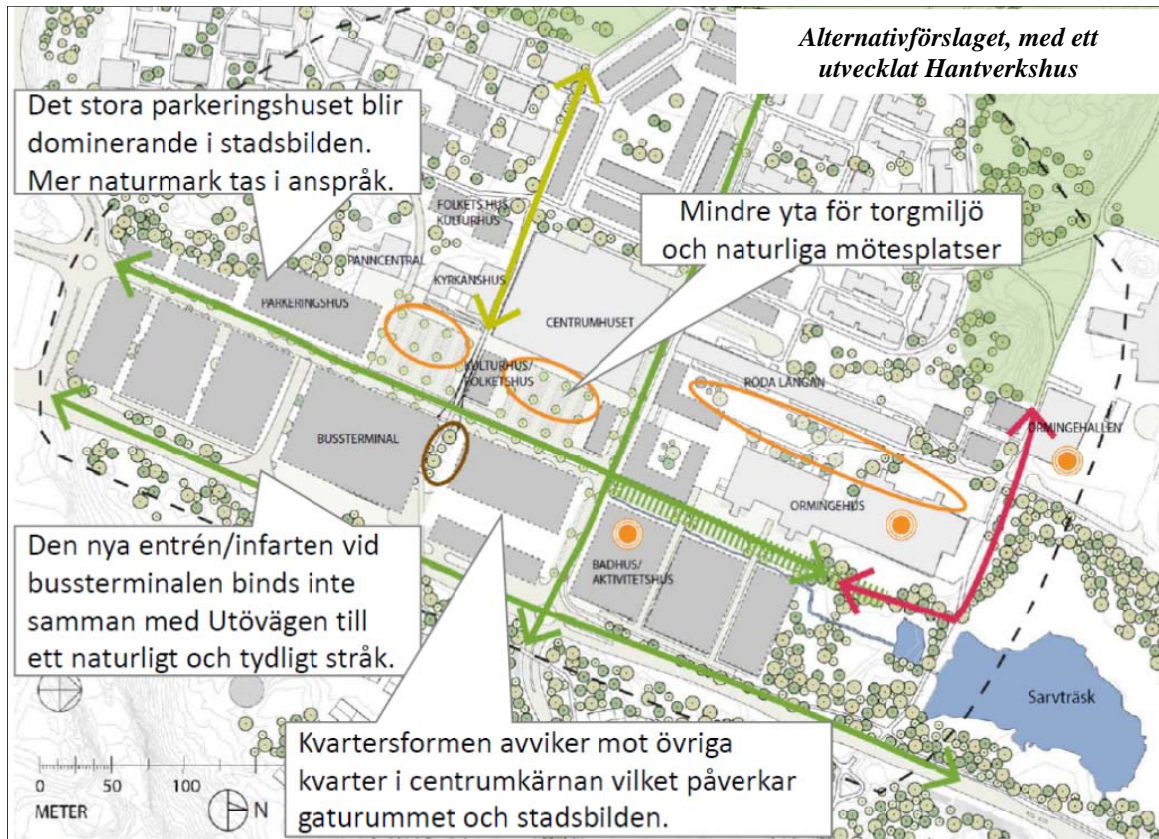 Alternativförslaget, med ett
utvecklat Hantverkshus
Det stora parkeringshuset blir
dominerande i stadsbilden.
Mer naturmark tas i anspråk.
Mindre yta för torgmiljö
och naturliga mötesplatser
FOLKETS HUS
KULTURHUS
PANNCENTRAL
KYRKANSHUS
PARKERINGSHUS
CENTRUMHUSET
KULTURHUS/
FOLKETSHUS
RÖDA LÄNGAN
ORMINGEHALLEN
BUSSTERMINAL
ORMINGEHUS
BADHUS/
AKTIVITETSHUS
Den nya entrén/infarten vid
bussterminalen binds inte
samman med Utövägen till
ett naturligt och tydligt stråk.
Sarvträsk
Kvartersformen avviker mot övriga
kvarter i centrumkärnan vilket påverkar
gaturummet och stadsbilden.
0 50 100
METER
N